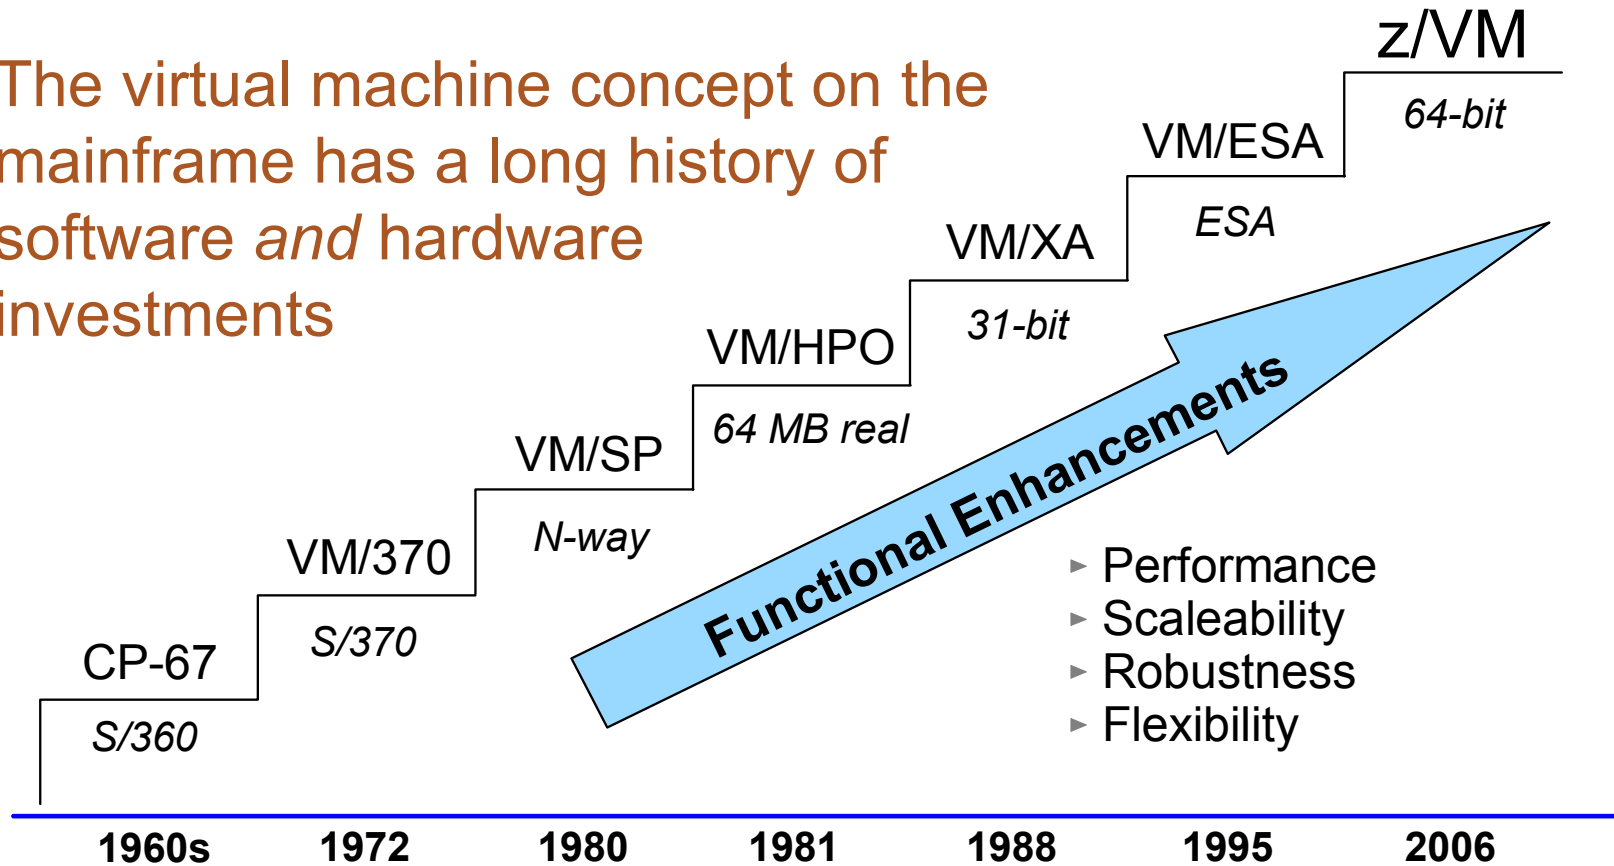 The virtual machine concept on the
mainframe has a long history of
software and hardware
investments
z/VM
64-bit
VM/ESA
ESA
VM/XA
31-bit
VM/HPO
64 MB real
VM/SP
N-way
VM/370
S/370
CP-67
S/360
Functional Enhancements
► Performance
► Scaleability
► Robustness
► Flexibility
1960s 1972 1980 1981 1988 1995 2006